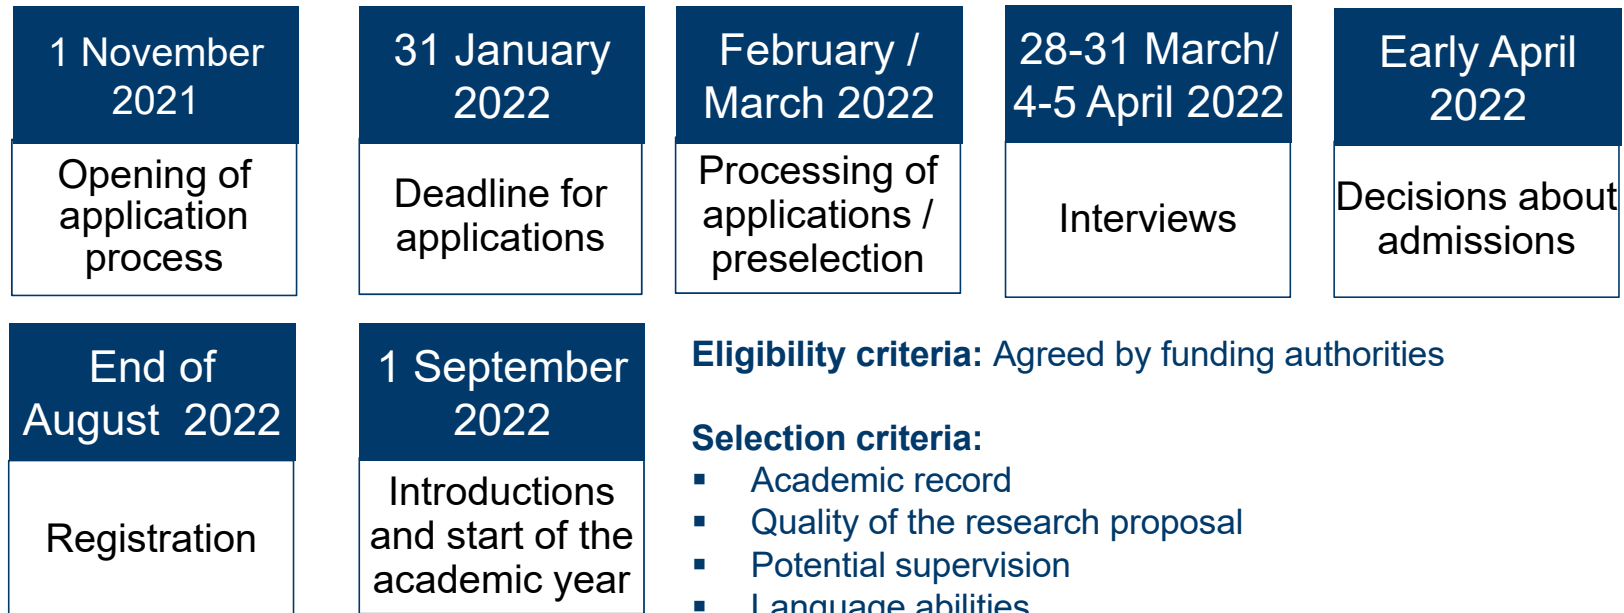 1 November
2021
Opening of
application
process
31 January
2022
Deadline for
applications
February /
March 2022
Processing of
applications /
preselection
28-31 March/
4-5 April 2022
Interviews
Early April
2022
Decisions about
admissions
End of
August 2022
Registration
1 September
2022
Introductions
and start of the
academic year
Eligibility criteria: Agreed by funding authorities
Selection criteria:
▪ Academic record
▪ Quality of the research proposal
▪ Potential supervision
▪ Language abilities